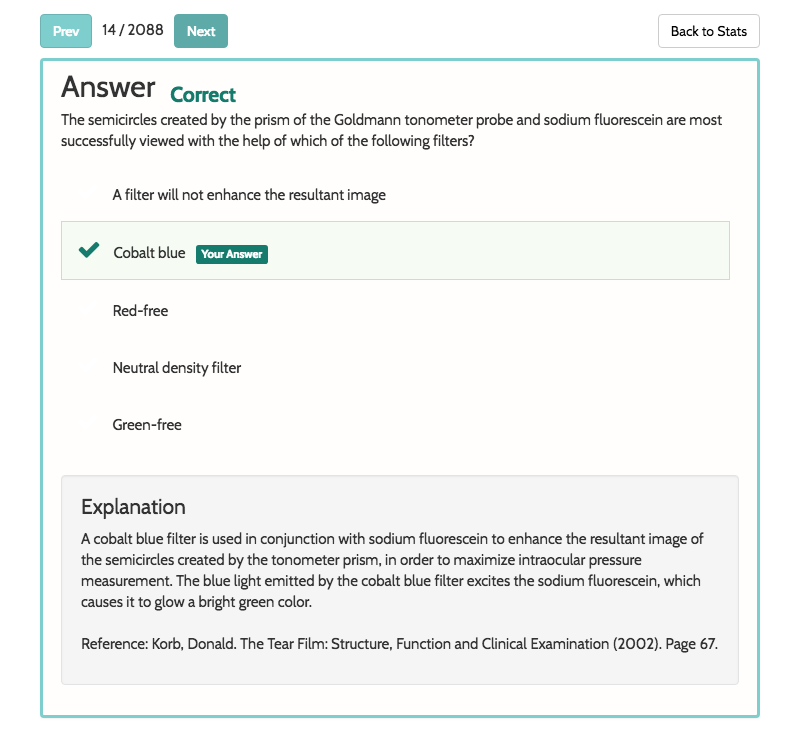 Prev 14 / 2088 Next Back to Stats
Answer Correct
The semicircles created by the prism of the Goldmann tonometer probe and sodium fluorescein are most
successfully viewed with the help of which of the following filters?
A filter will not enhance the resultant image
Cobalt blue Your Answer
Red-free
Neutral density filter
Green-free
Explanation
A cobalt blue filter is used in conjunction with sodium fluorescein to enhance the resultant image of
the semicircles created by the tonometer prism, in order to maximize intraocular pressure
measurement. The blue light emitted by the cobalt blue filter excites the sodium fluorescein, which
causes it to glow a bright green color.
Reference: Korb, Donald. The Tear Film: Structure, Function and Clinical Examination (2002). Page 67.